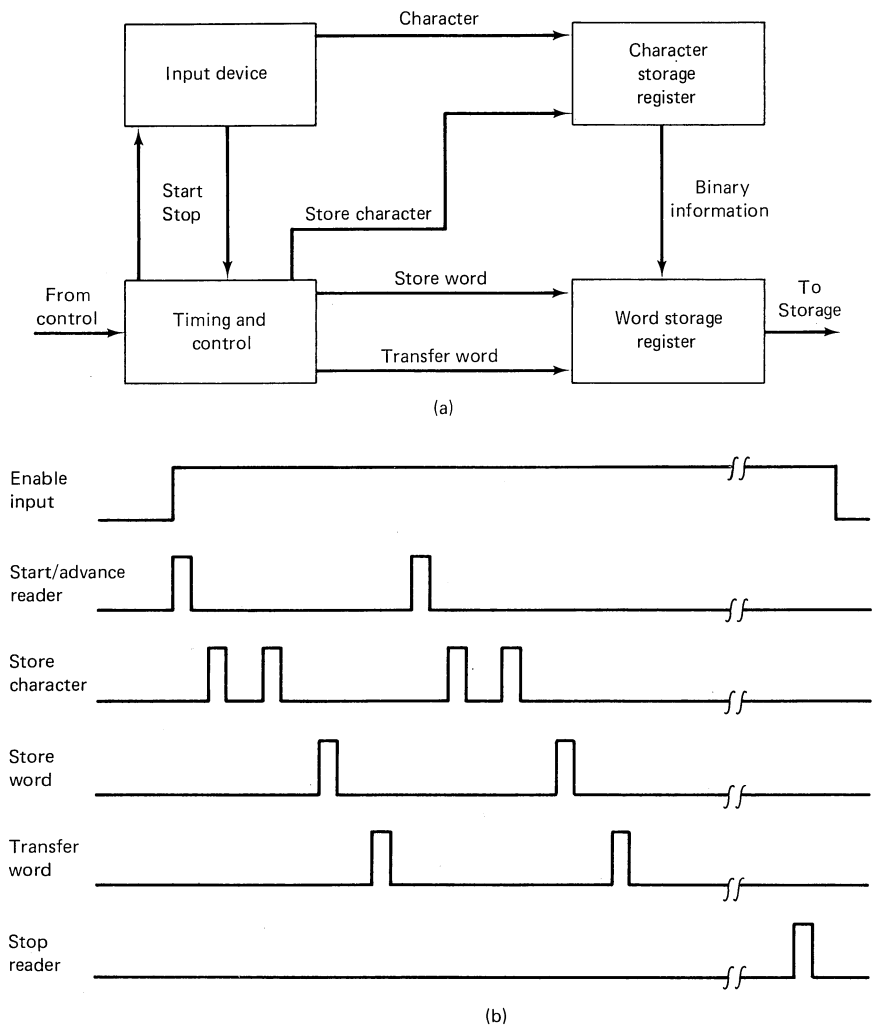 Character
Input device
Character
storage
register
Start
Stop
Store character
Binary
information
From
control
Timing and
control
Store word
Transfer word
Word storage
register
To
Storage
(a)
Enable
input
Start/advance
reader
Store
character
Store
word
Transfer
word
Stop
reader
(b)